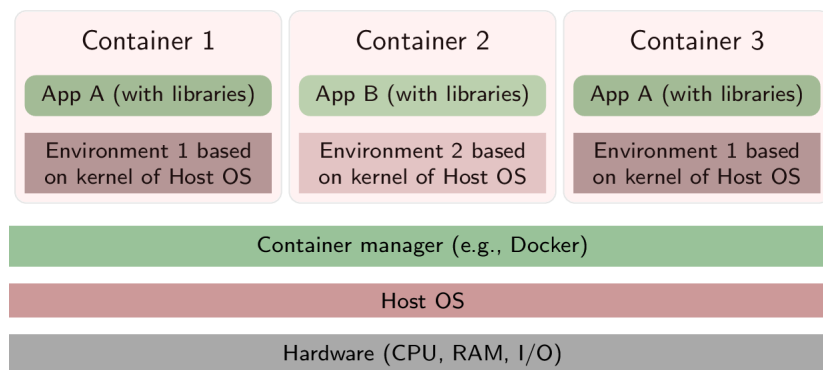 Container 1
Container 2
Container 3
App A (with libraries)
App B (with libraries)
App A (with libraries)
Environment 1 based
on kernel of Host OS
Environment 2 based
on kernel of Host OS
Environment 1 based
on kernel of Host OS
Container manager (e.g., Docker)
Host OS
Hardware (CPU, RAM, I/O)